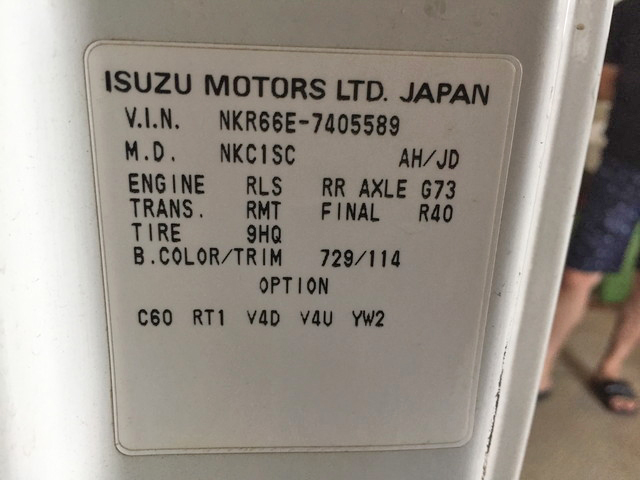 ISUZU MOTORS LTD. JAPAN
V.I.N. NKR66E-7405589
M.D. NKC1SC AH/JD
ENGINE RLS RR AXLE G73
TRANS. RMT FINAL R40
TIRE 9HQ
B.COLOR/TRIM 729/114
OPTION
C60 RT1 V4D V4U YW2